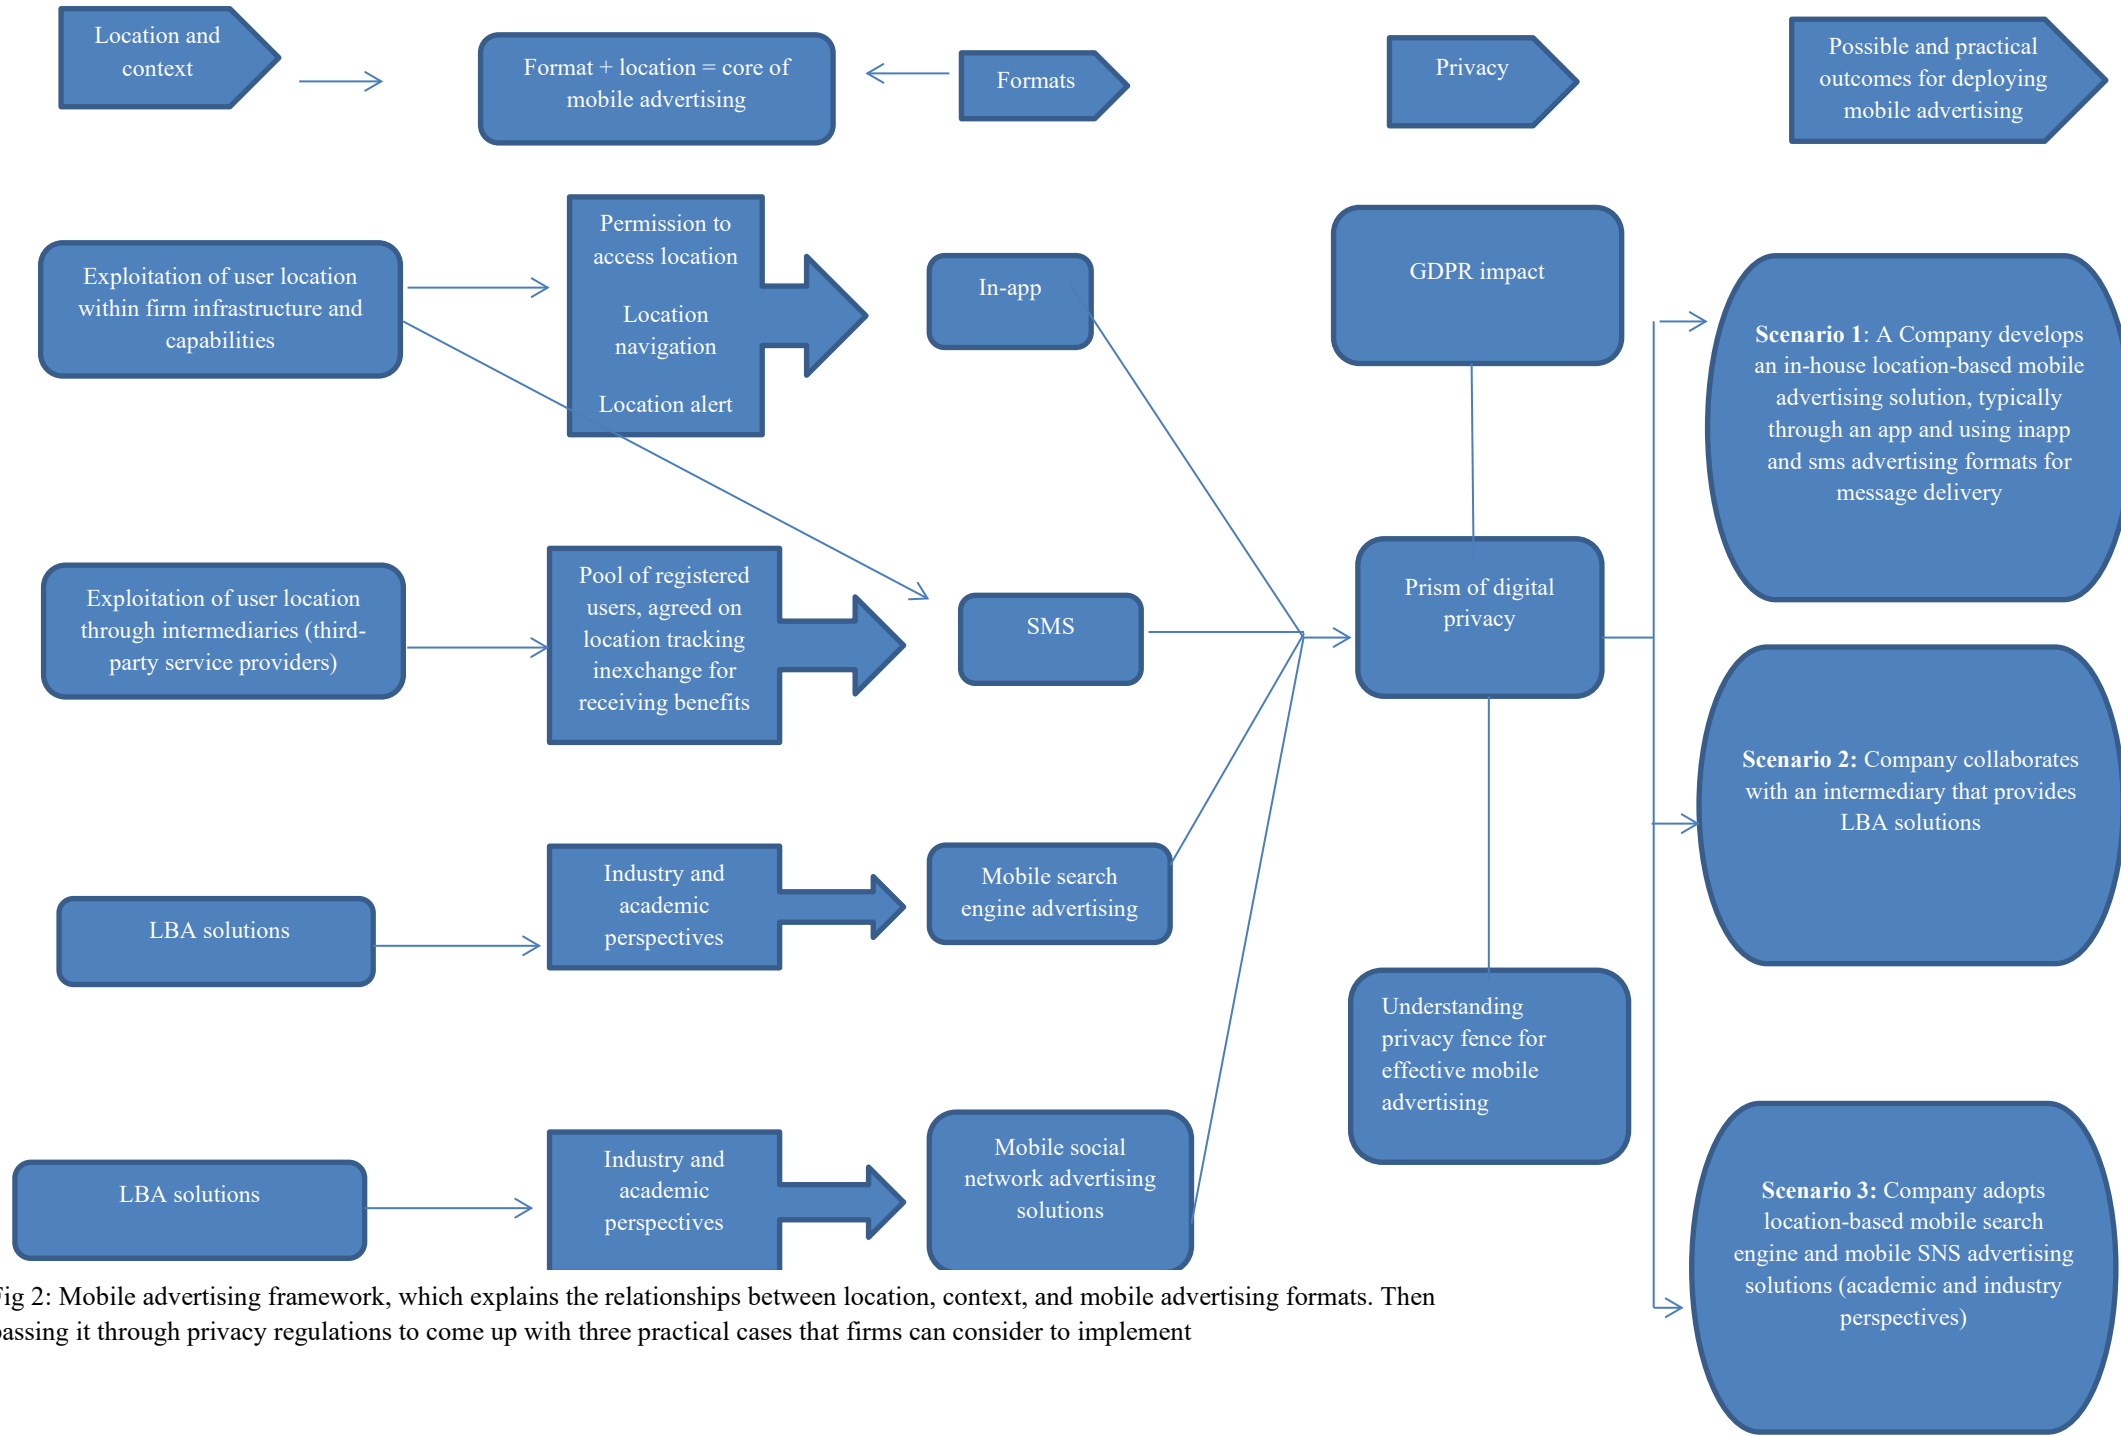 Location and
context
Format + location = core of
mobile advertising
Formats
Privacy
Possible and practical
outcomes for deploying
mobile advertising
Exploitation of user location
within firm infrastructure and
capabilities
Permission to
access location
Location
navigation
Location alert
In-app
GDPR impact
Scenario 1: A Company develops
an in-house location-based mobile
advertising solution, typically
through an app and using inapp
and sms advertising formats for
message delivery
Exploitation of user location
through intermediaries (third-
party service providers)
Pool of registered
users, agreed on
location tracking
inexchange for
receiving benefits
SMS
Prism of digital
privacy
Scenario 2: Company collaborates
with an intermediary that provides
LBA solutions
LBA solutions
Industry and
academic
perspectives
Mobile search
engine advertising
Understanding
privacy fence for
effective mobile
advertising
LBA solutions
Industry and
academic
perspectives
Mobile social
network advertising
solutions
Scenario 3: Company adopts
location-based mobile search
engine and mobile SNS advertising
solutions (academic and industry
perspectives)
Fig 2: Mobile advertising framework, which explains the relationships between location, context, and mobile advertising formats. Then
passing it through privacy regulations to come up with three practical cases that firms can consider to implement